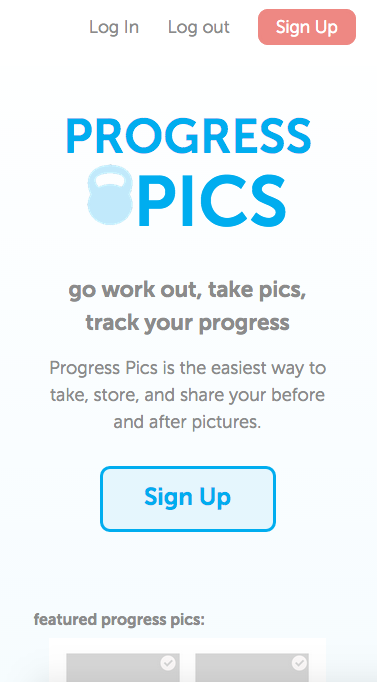 Log In Log out Sign Up
PROGRESS
PICS
go work out, take pics,
track your progress
Progress Pics is the easiest way to
take, store, and share your before
and after pictures.
Sign Up
featured progress pics: